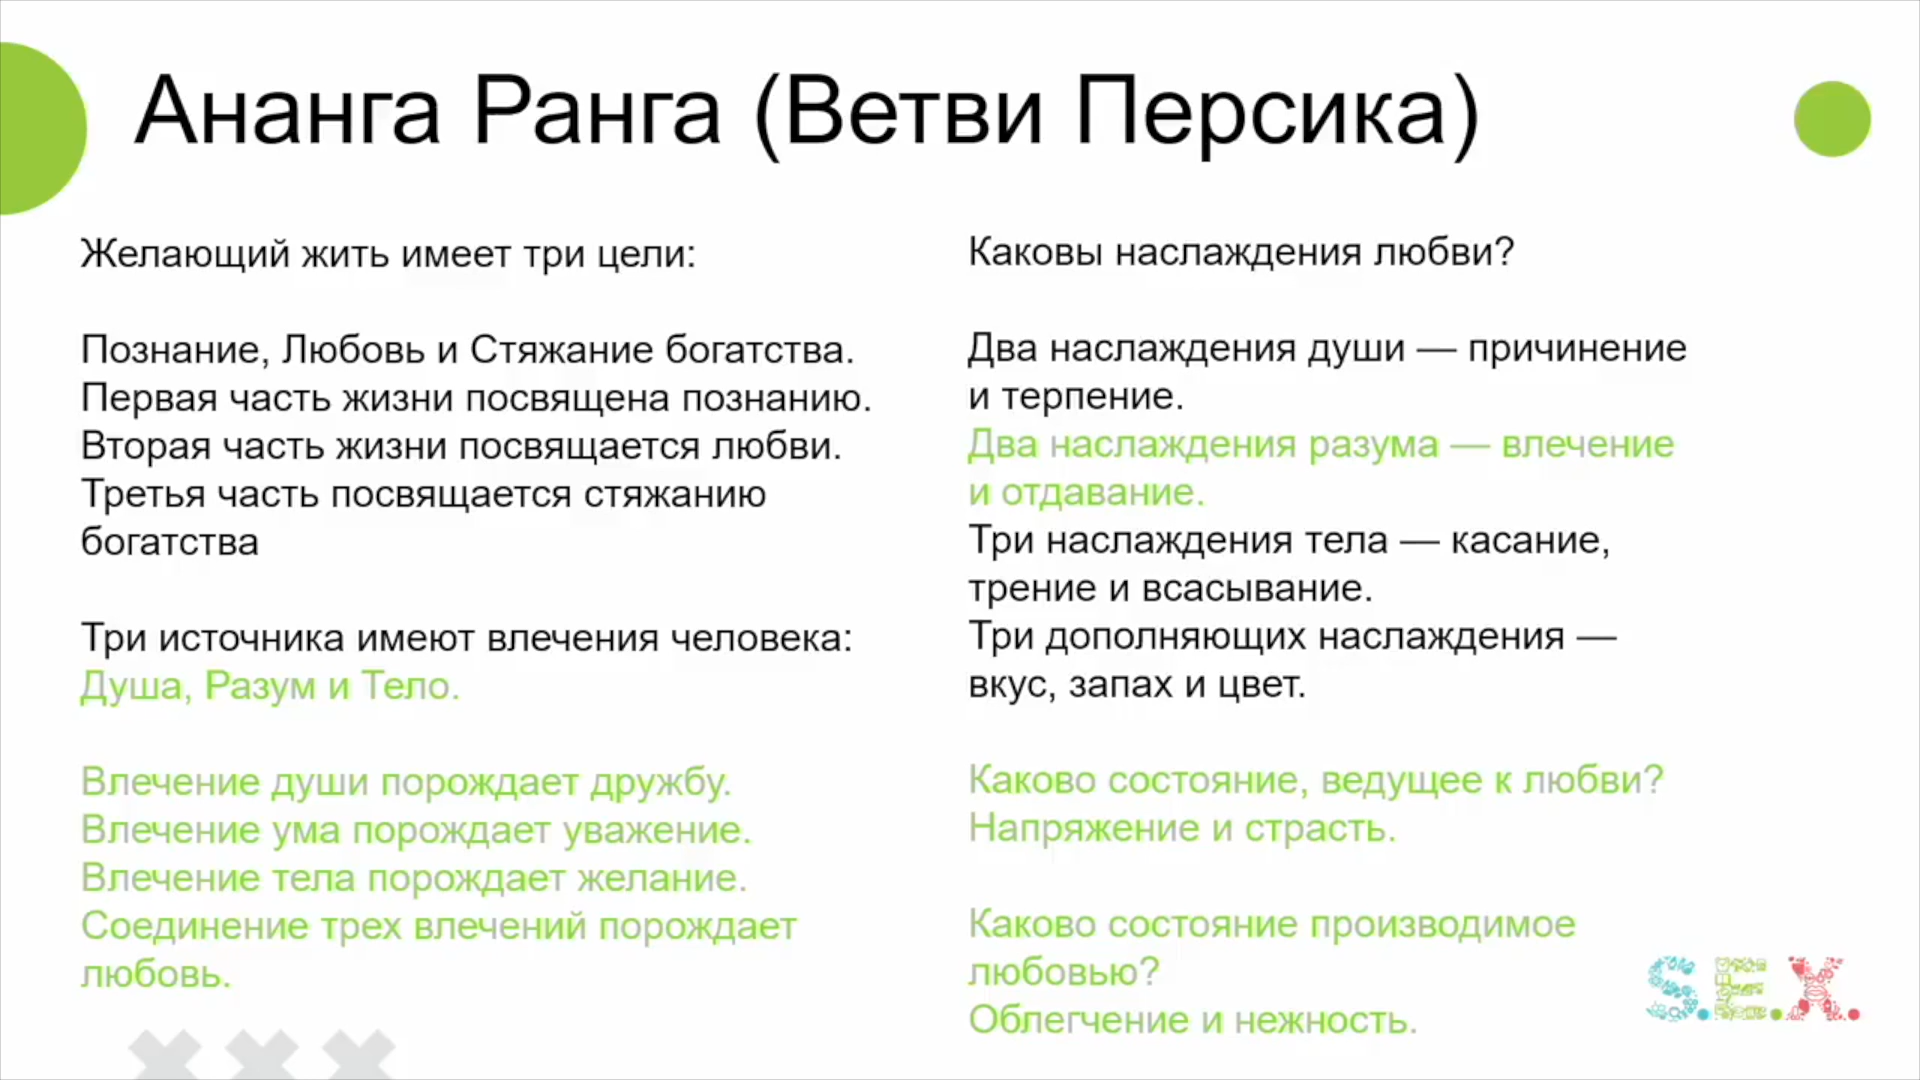 Ананга Ранга (Ветви Персика)
Желающий жить имеет три цели:
Познание, Любовь и Стяжание богатства.
Первая часть жизни посвящена познанию.
Вторая часть жизни посвящается любви.
Третья часть посвящается стяжанию
богатства
Три источника имеют влечения человека:
Душа, Разум и Тело.
Влечение души порождает дружбу.
Влечение ума порождает уважение.
Влечение тела порождает желание.
Соединение трех влечений порождает
любовь.
Каковы наслаждения любви?
Два наслаждения души — причинение
и терпение.
Два наслаждения разума — влечение
и отдавание.
Три наслаждения тела — касание,
трение и всасывание.
Три дополняющих наслаждения —
вкус, запах и цвет.
Каково состояние, ведущее к любви?
Напряжение и страсть.
Каково состояние производимое
любовью?
Облегчение и нежность.
S.E.X.